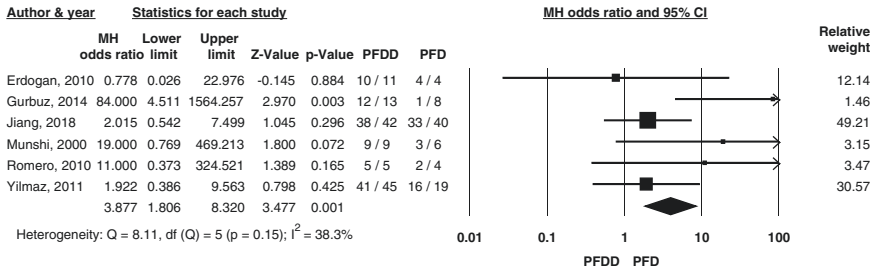 Author & year Statistics for each study MH odds ratio and 95% CI
MH odds ratio Lower limit Upper limit Z-Value p-Value PFDD PFD Relative weight
Erdogan, 2010 0.778 0.026 22.976 -0.145 0.884 10 / 11 4 / 4 12.14
Gurbuz, 2014 84.000 4.511 1564.257 2.970 0.003 12 / 13 1 / 8 1.46
Jiang, 2018 2.015 0.542 7.499 1.045 0.296 38 / 42 33 / 40 49.21
Munshi, 2000 19.000 0.769 469.213 1.800 0.072 9 / 9 3 / 6 3.15
Romero, 2010 11.000 0.373 324.521 1.389 0.165 5 / 5 2 / 4 3.47
Yilmaz, 2011 1.922 0.386 9.563 0.798 0.425 41 / 45 16 / 19 30.57
3.877 1.806 8.320 3.477 0.001
Heterogeneity: Q = 8.11, df (Q) = 5 (p = 0.15); I² = 38.3%
0.01 0.1 1 10 100
PFDD PFD